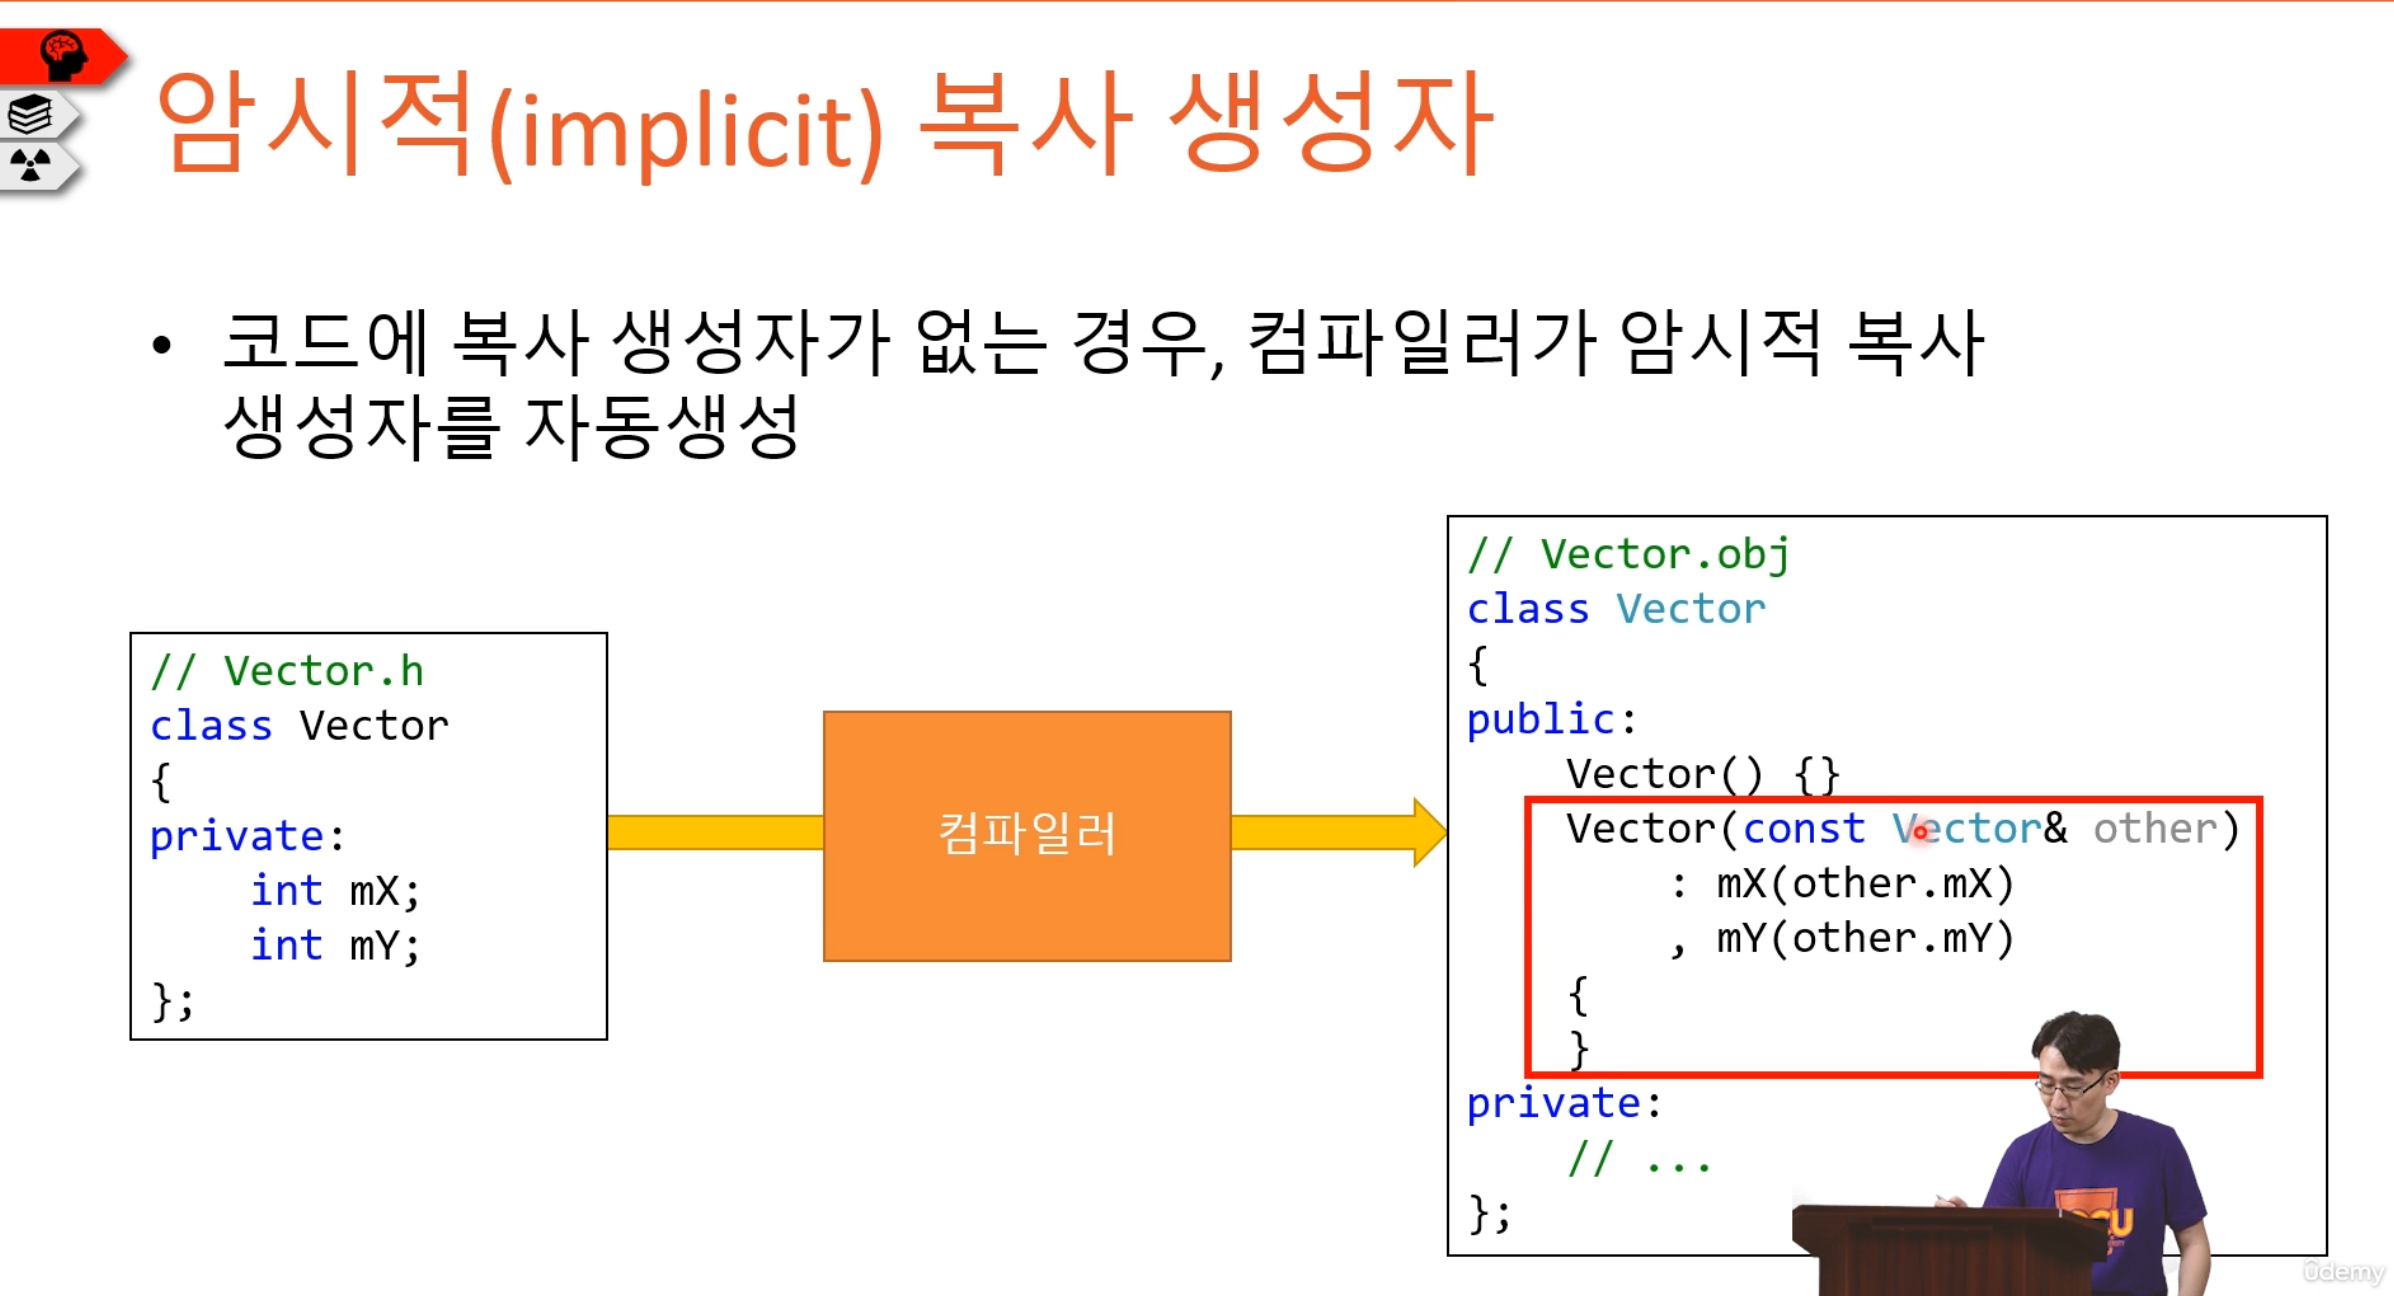 암시적(implicit) 복사 생성자
• 코드에 복사 생성자가 없는 경우, 컴파일러가 암시적 복사
생성자를 자동생성
// Vector.h
class Vector
{
private:
    int mX;
    int mY;
};
컴파일러
// Vector.obj
class Vector
{
public:
    Vector() {}
    Vector(const Vector& other)
        : mX(other.mX)
        , mY(other.mY)
    {
    }
private:
    // ...
};
ûdemy